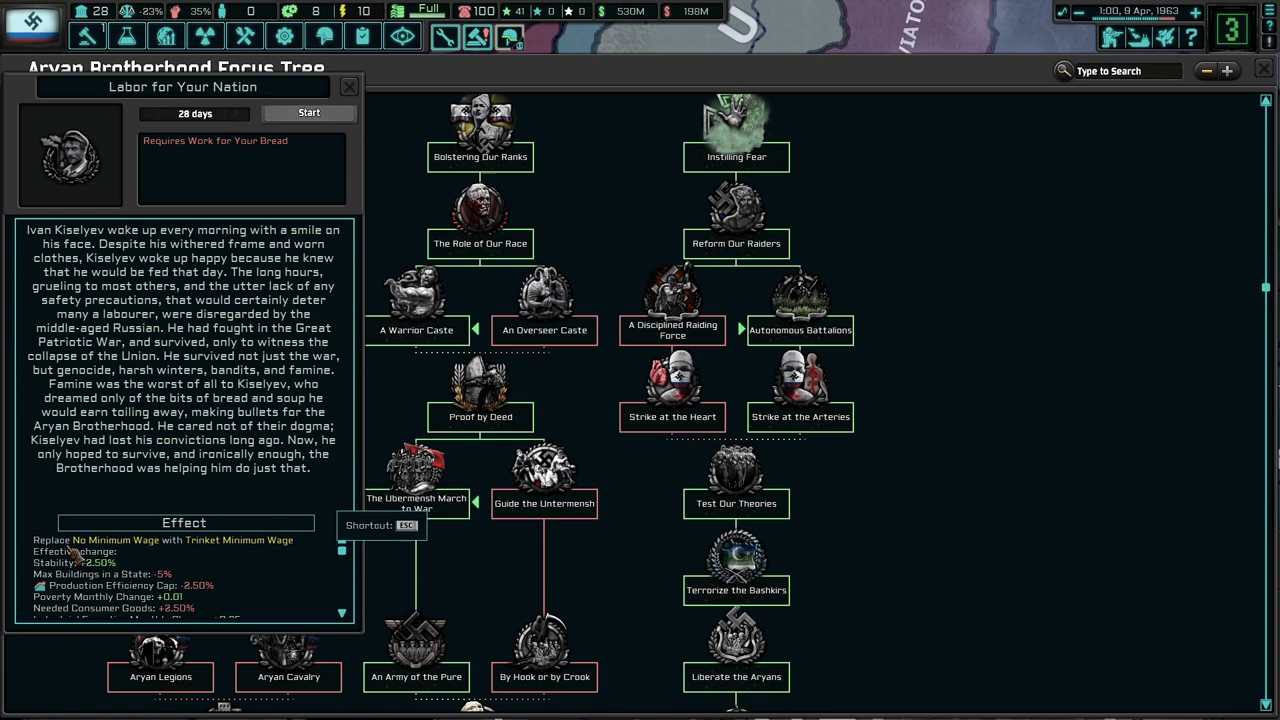 28 -23% 35% 0 8 10 Full 100 41 0 0 $ 530M $ 198M 1:00, 9 Apr, 1963 3
U
VIATO
Aryan Brotherhood Focus Tree
Type to Search
Labor for Your Nation
28 days
Start
Requires Work for Your Bread
Ivan Kiselyev woke up every morning with a smile on
his face. Despite his withered frame and worn
clothes, Kiselyev woke up happy because he knew
that he would be fed that day. The long hours,
grueling to most others, and the utter lack of any
safety precautions, that would certainly deter
many a labourer, were disregarded by the
middle-aged Russian. He had fought in the Great
Patriotic War, and survived, only to witness the
collapse of the Union. He survived not just the war,
but genocide, harsh winters, bandits, and famine.
Famine was the worst of all to Kiselyev, who
dreamed only of the bits of bread and soup he
would earn toiling away, making bullets for the
Aryan Brotherhood. He cared not of their dogma;
Kiselyev had lost his convictions long ago. Now, he
only hoped to survive, and ironically enough, the
Brotherhood was helping him do just that.
Effect
Replace No Minimum Wage with Trinket Minimum Wage
Effective change:
Stability: +2.50%
Max Buildings in a State: -5%
Production Efficiency Cap: -2.50%
Poverty Monthly Change: +0.01
Needed Consumer Goods: +2.50%
Shortcut: ESC
Bolstering Our Ranks
Instilling Fear
The Role of Our Race
Reform Our Raiders
A Warrior Caste
An Overseer Caste
A Disciplined Raiding
Force
Autonomous Battalions
Proof by Deed
Strike at the Heart
Strike at the Arteries
The Ubermensh March
to War
Guide the Untermensh
Test Our Theories
Terrorize the Bashkirs
Aryan Legions
Aryan Cavalry
An Army of the Pure
By Hook or by Crook
Liberate the Aryans